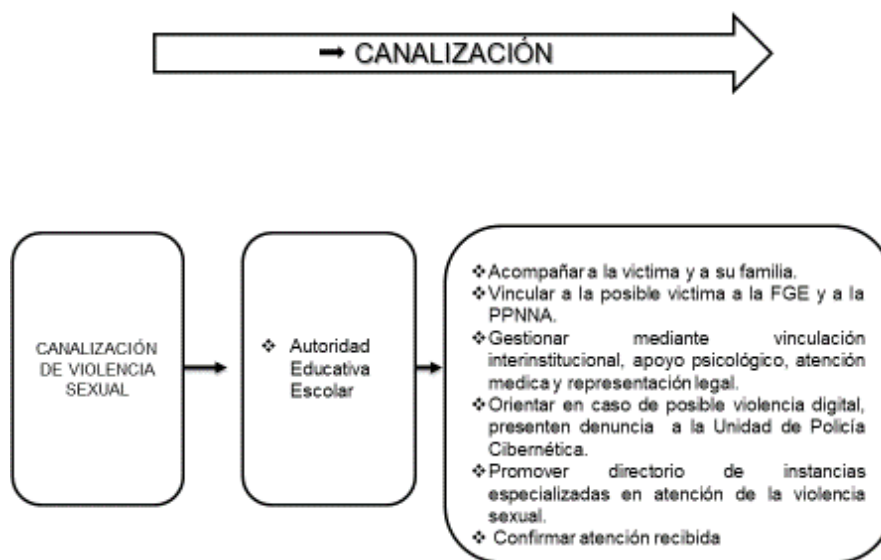 → CANALIZACIÓN
CANALIZACIÓN
DE VIOLENCIA
SEXUAL
❖ Autoridad
Educativa
Escolar
❖Acompañar a la victima y a su familia.
❖Vincular a la posible victima a la FGE y a la
PPNNA.
❖Gestionar mediante vinculación
interinstitucional, apoyo psicológico, atención
medica y representación legal.
❖Orientar en caso de posible violencia digital,
presenten denuncia a la Unidad de Policía
Cibernética.
❖Promover directorio de instancias
especializadas en atención de la violencia
sexual.
❖ Confirmar atención recibida